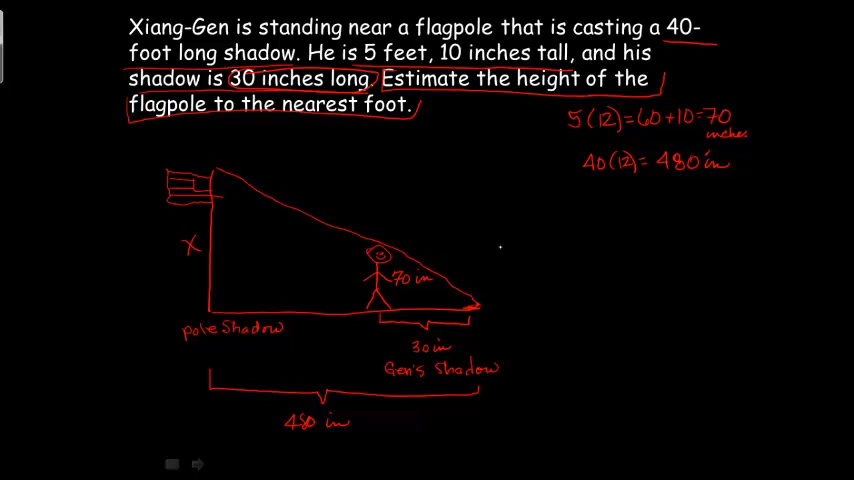 Xiang-Gen is standing near a flagpole that is casting a 40-
foot long shadow. He is 5 feet, 10 inches tall, and his
shadow is 30 inches long. Estimate the height of the
flagpole to the nearest foot.
5(12)=60+10=70
inches
40(12)=480 in
X
70 in
pole Shadow
30 in
Gen's Shadow
480 in